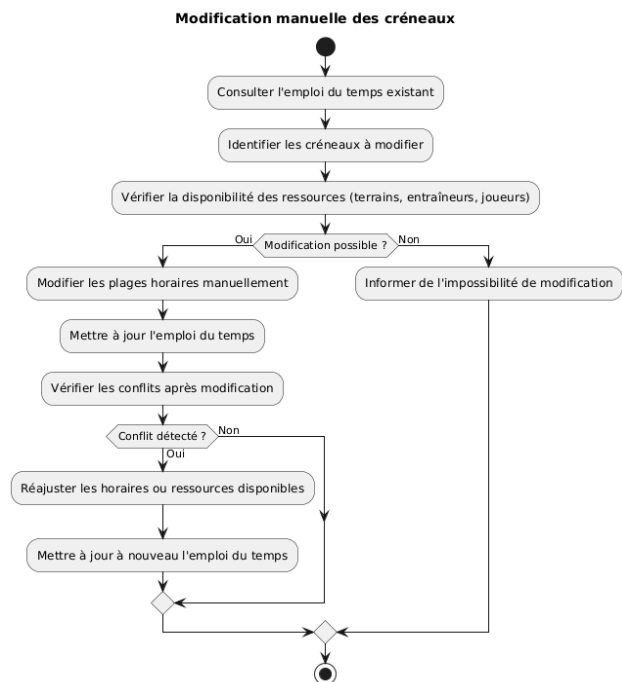 Modification manuelle des créneaux
Consulter l'emploi du temps existant
Identifier les créneaux à modifier
Vérifier la disponibilité des ressources (terrains, entraîneurs, joueurs)
Oui
Modification possible ?
Non
Modifier les plages horaires manuellement
Informer de l'impossibilité de modification
Mettre à jour l'emploi du temps
Vérifier les conflits après modification
Conflit détecté ?
Non
Oui
Réajuster les horaires ou ressources disponibles
Mettre à jour à nouveau l'emploi du temps